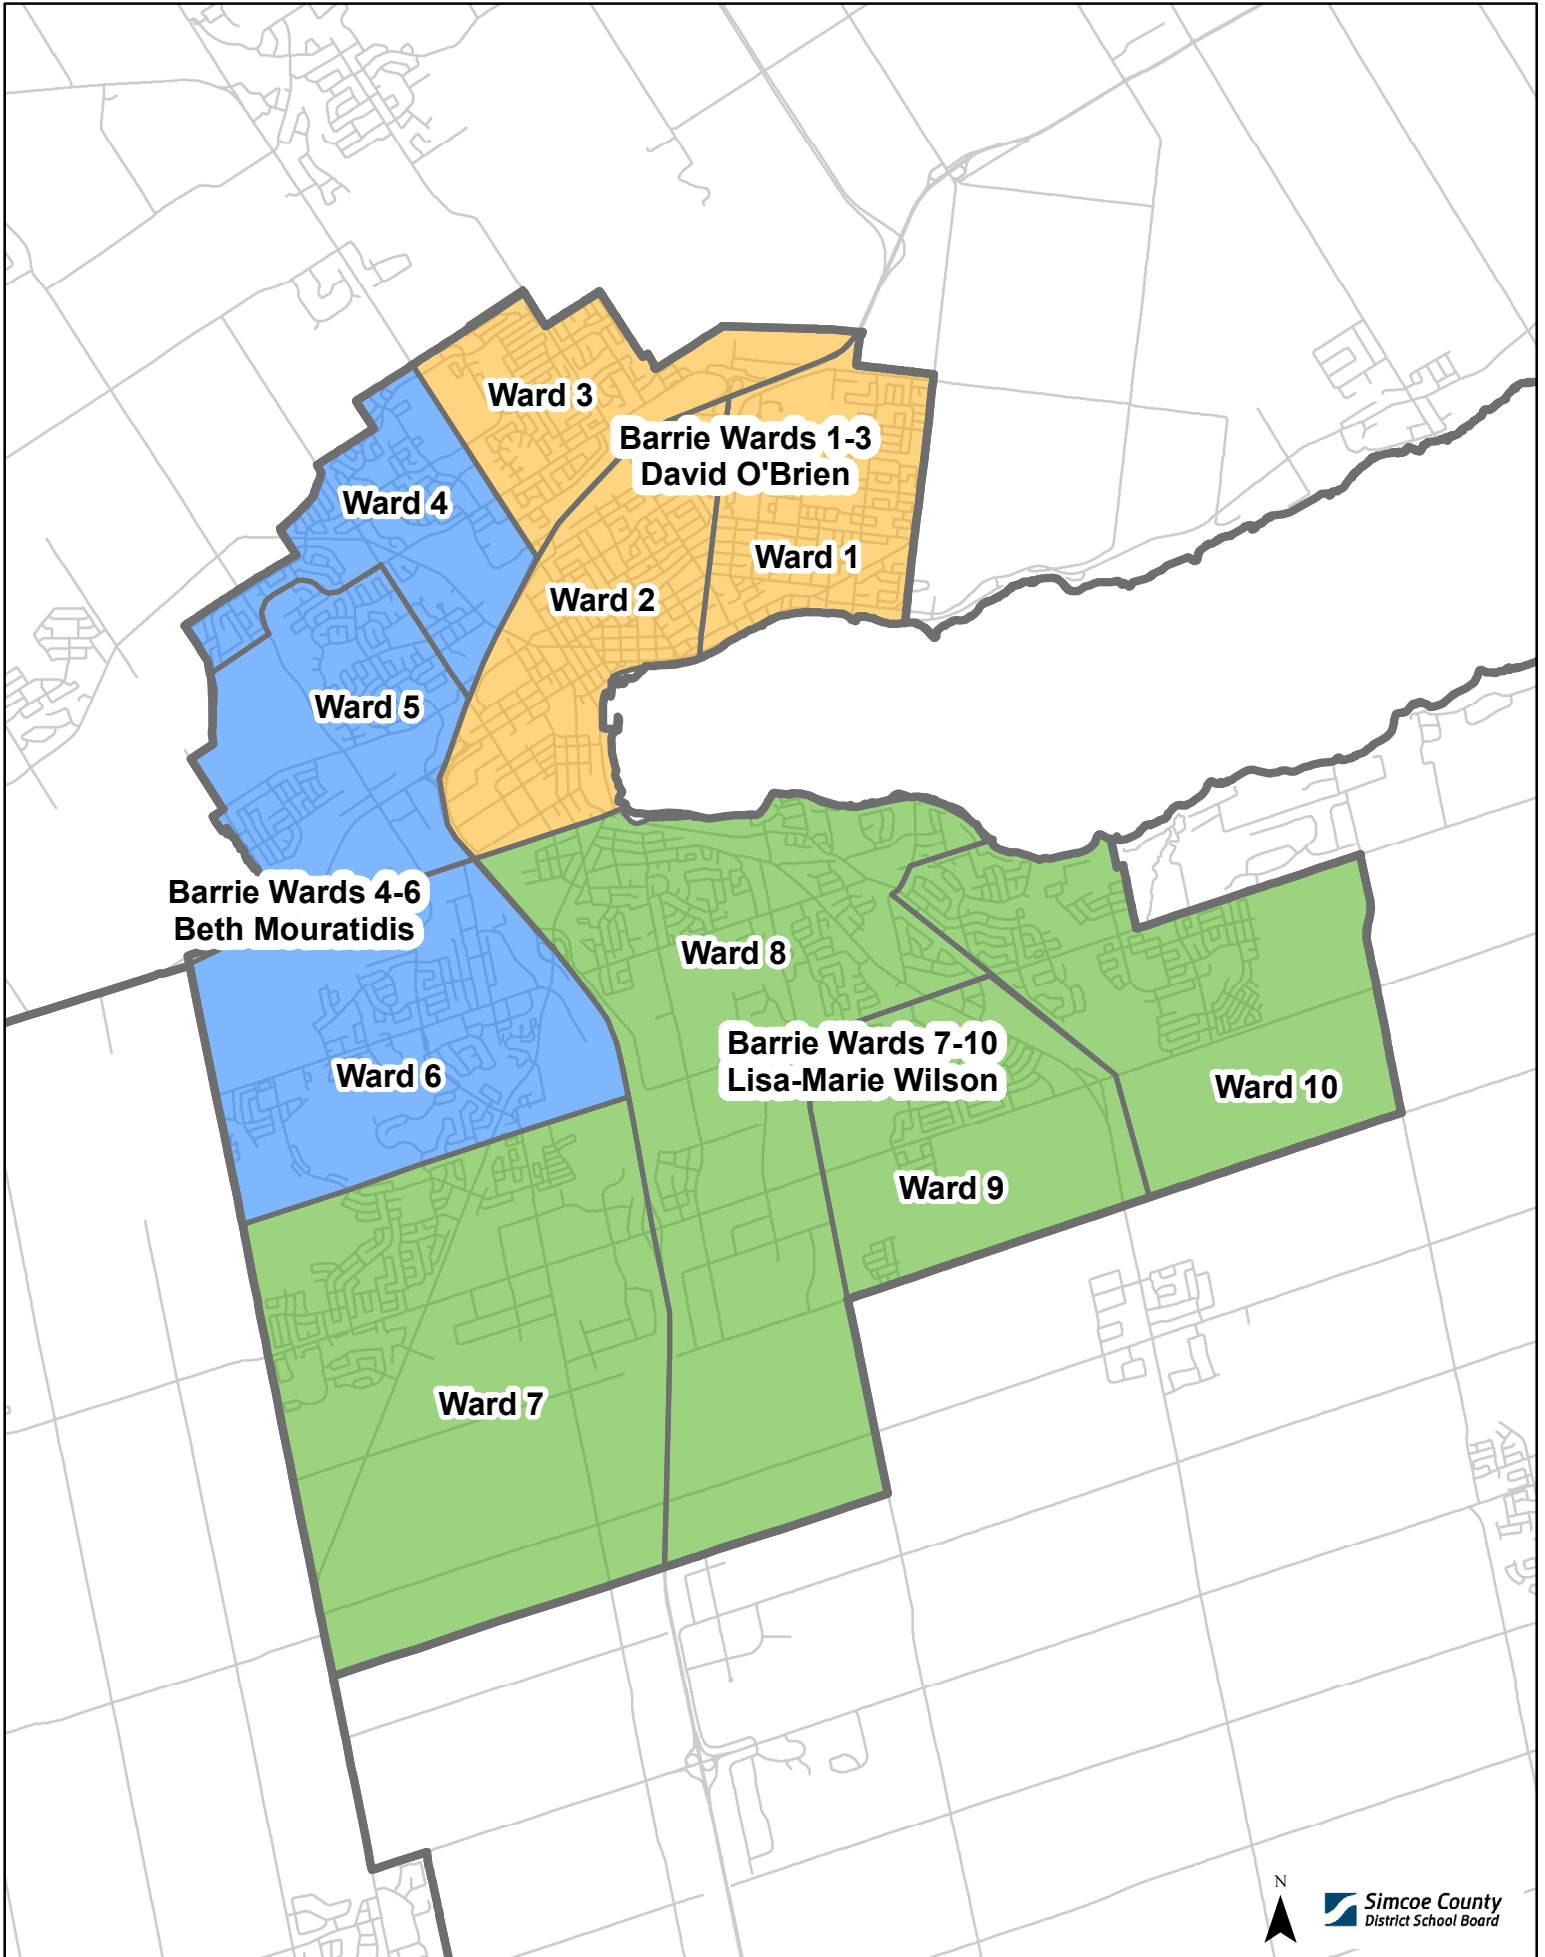 Ward 3
Barrie Wards 1-3
David O'Brien
Ward 4
Ward 1
Ward 2
Ward 5
Barrie Wards 4-6
Beth Mouratidis
Ward 8
Barrie Wards 7-10
Lisa-Marie Wilson
Ward 6
Ward 10
Ward 9
Ward 7
N
Simcoe County
District School Board